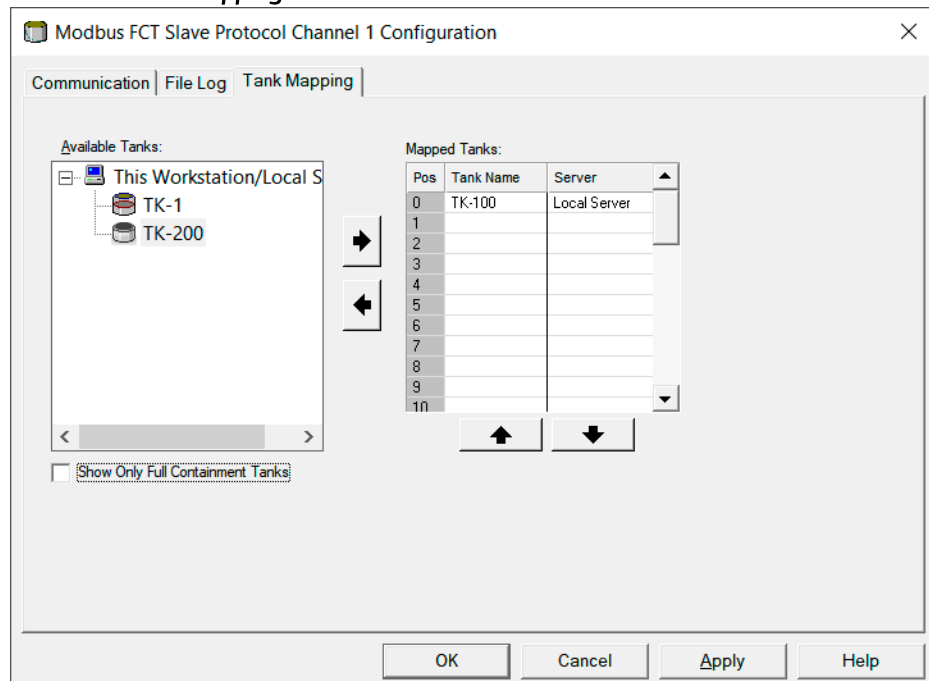 pping
Modbus FCT Slave Protocol Channel 1 Configuration
Communication File Log Tank Mapping
Available Tanks:
This Workstation/Local S
TK-1
TK-200
Show Only Full Containment Tanks
Mapped Tanks:
Pos Tank Name Server
0 TK-100 Local Server
1
2
3
4
5
6
7
8
9
10
OK Cancel Apply Help